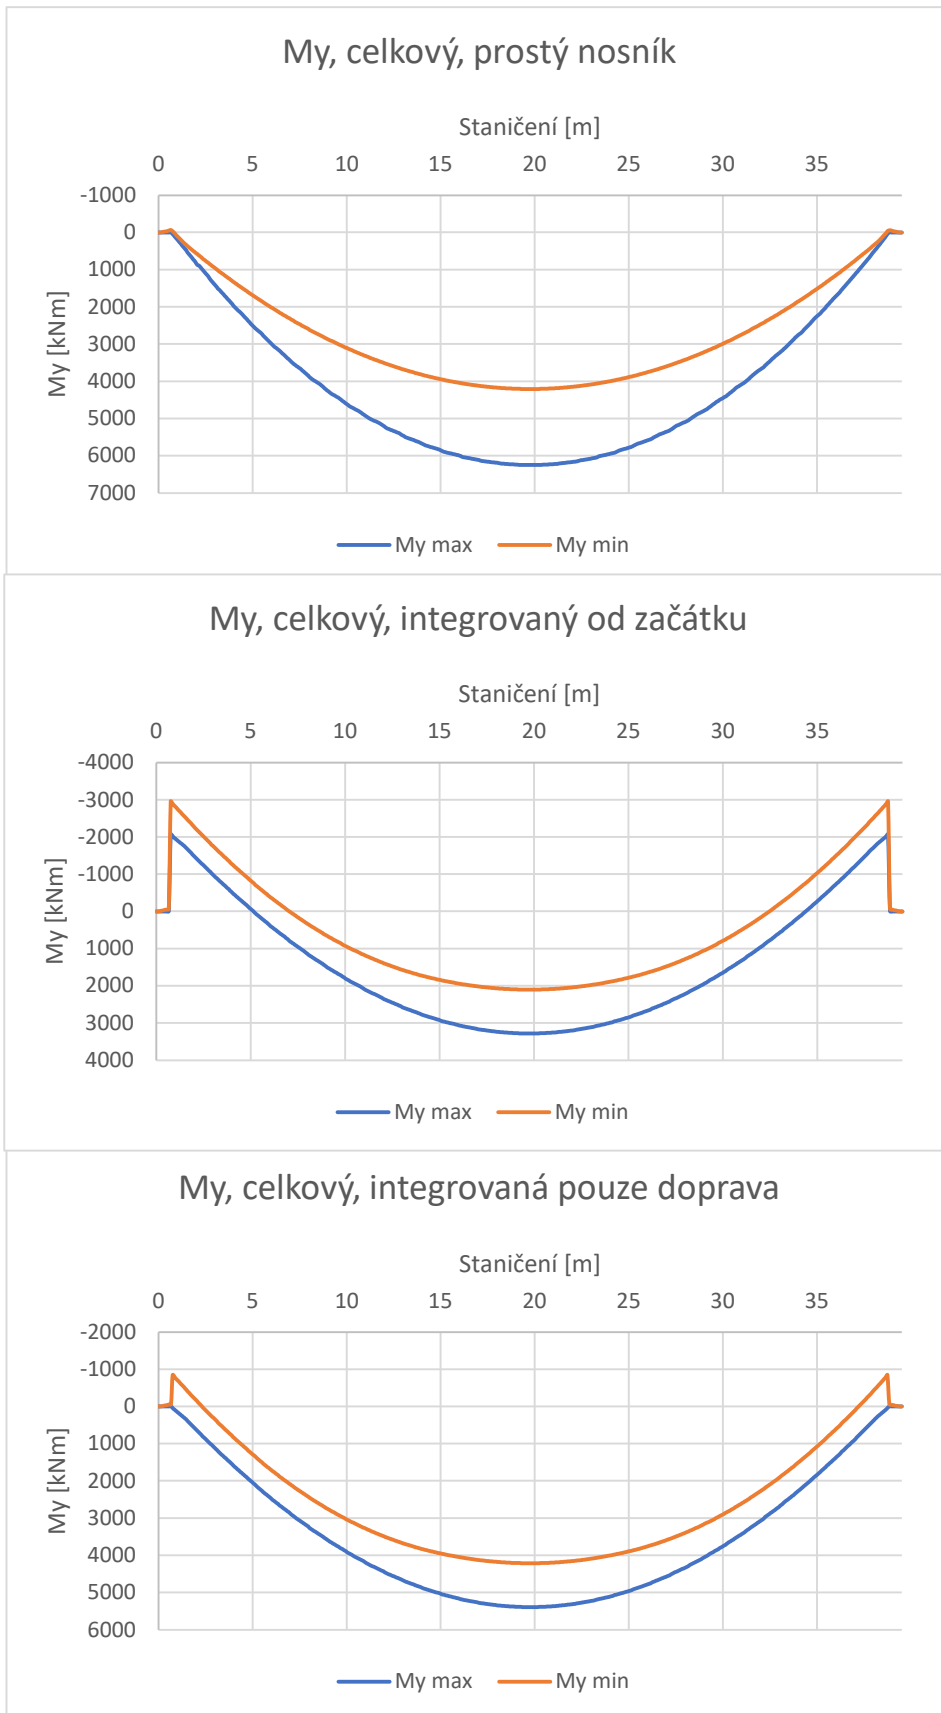 My, celkový, prostý nosník
Staničení [m]
0 5 10 15 20 25 30 35
-1000
0
1000
2000
3000
4000
5000
6000
7000
My [kNm]
My max My min
My, celkový, integrovaný od začátku
Staničení [m]
0 5 10 15 20 25 30 35
-4000
-3000
-2000
-1000
0
1000
2000
3000
4000
My [kNm]
My max My min
My, celkový, integrovaná pouze doprava
Staničení [m]
0 5 10 15 20 25 30 35
-2000
-1000
0
1000
2000
3000
4000
5000
6000
My [kNm]
My max My min